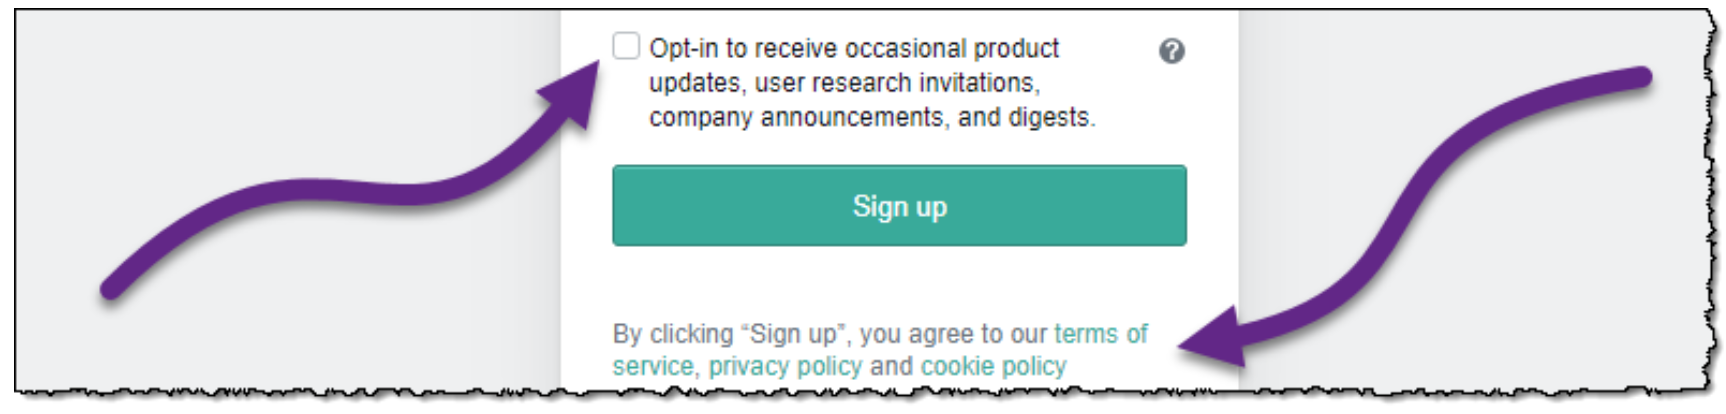 Opt-in to receive occasional product
updates, user research invitations,
company announcements, and digests.
?
Sign up
By clicking “Sign up”, you agree to our terms of
service, privacy policy and cookie policy